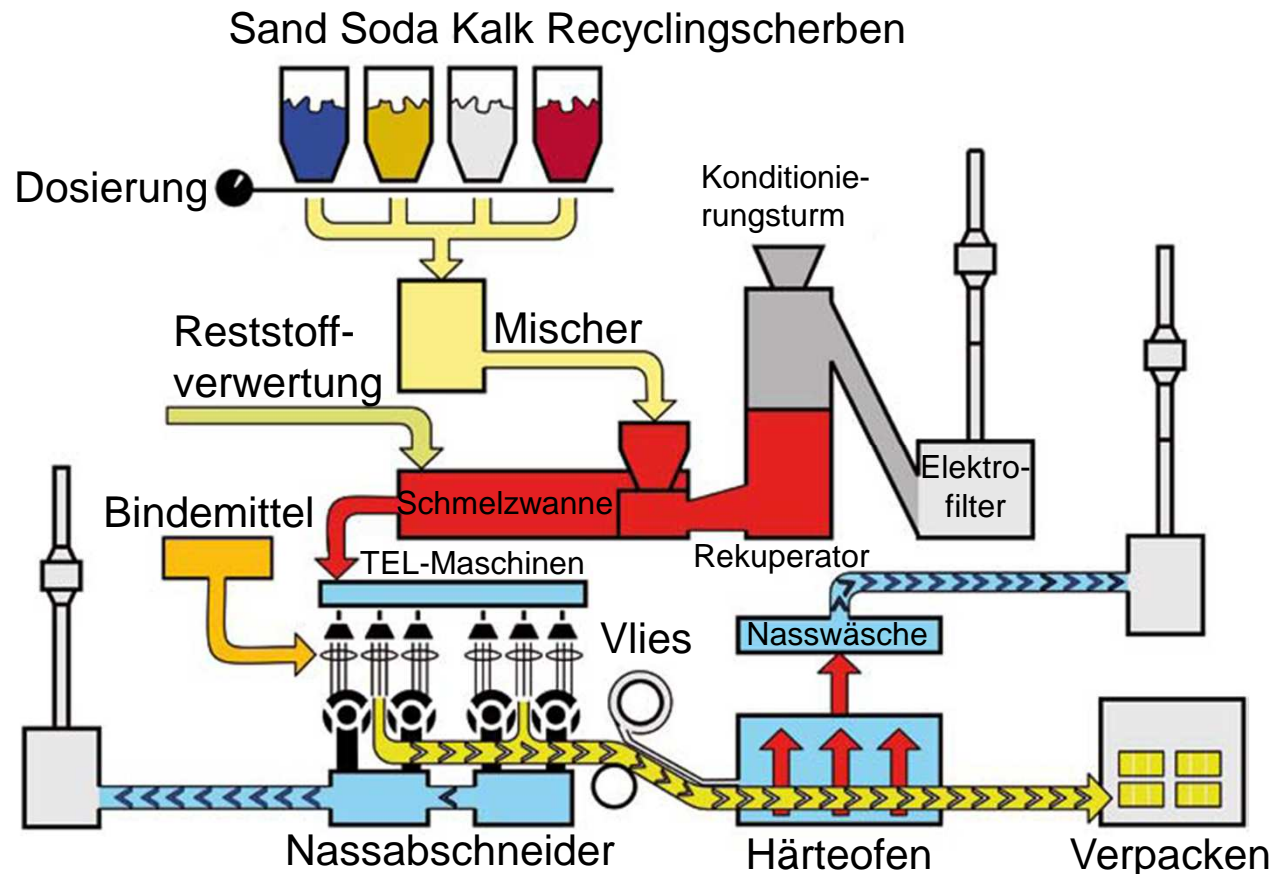 Sand Soda Kalk Recyclingscherben
Dosierung
Konditionie-
rungsturm
Reststoff-
verwertung
Mischer
Elektro-
filter
Schmelzwanne
Bindemittel
Rekuperator
TEL-Maschinen
Vlies
Nasswäsche
Nassabschneider
Härteofen
Verpacken